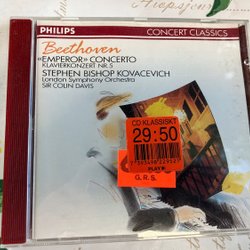 PHILIPS
CONCERT CLASSICS
Beethoven
«EMPEROR» CONCERTO
KLAVIERKONZERT NR. 5
STEPHEN BISHOP KOVACEVICH
London Symphony Orchestra
SIR COLIN DAVIS
CD KLASSISKT
29:50
G.R.S.